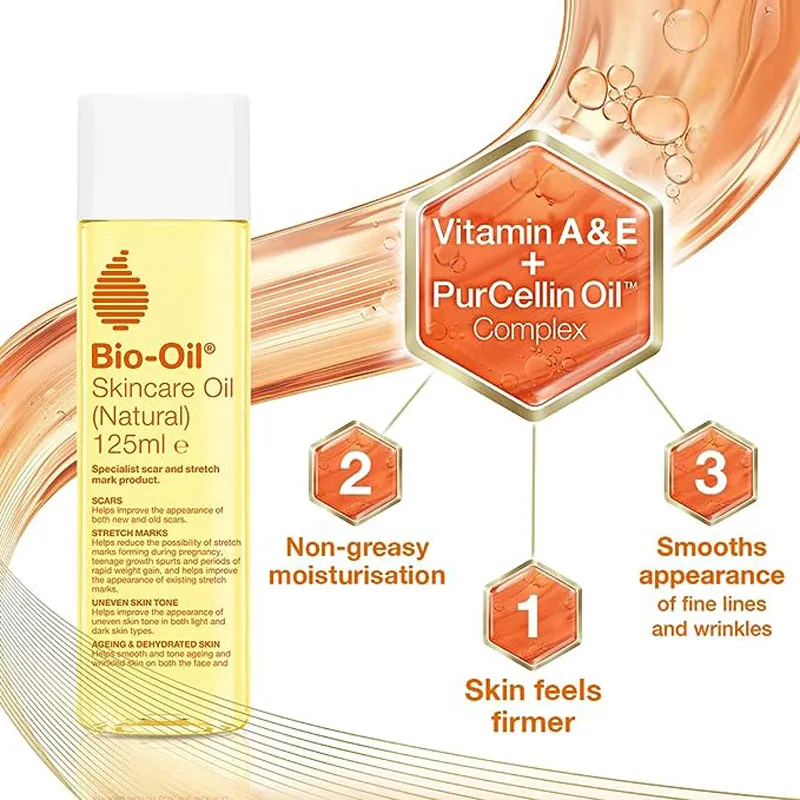 Bio-Oil®
Skincare Oil
(Natural)
125ml ℮
Specialist scar and stretch
mark product.
SCARS
Helps improve the appearance of
both new and old scars.
STRETCH MARKS
Helps reduce the possibility of stretch
marks forming during pregnancy,
teenage growth spurts and periods of
rapid weight gain, and helps improve
the appearance of existing stretch
marks.
UNEVEN SKIN TONE
Helps improve the appearance of
uneven skin tone in both light and
dark skin types.
AGEING & DEHYDRATED SKIN
Helps smooth and tone ageing and
wrinkled skin on both the face and
Vitamin A & E
+
PurCellin Oil™
Complex
2
Non-greasy
moisturisation
1
Skin feels
firmer
3
Smooths
appearance
of fine lines
and wrinkles